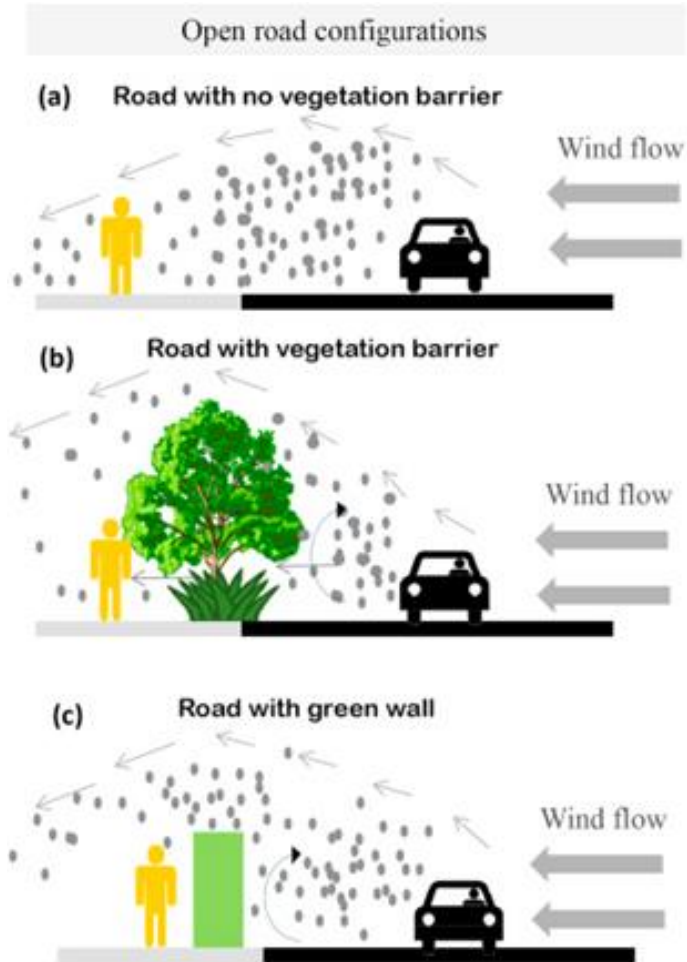 Open road configurations
(a) Road with no vegetation barrier
Wind flow
(b) Road with vegetation barrier
Wind flow
(c) Road with green wall
Wind flow